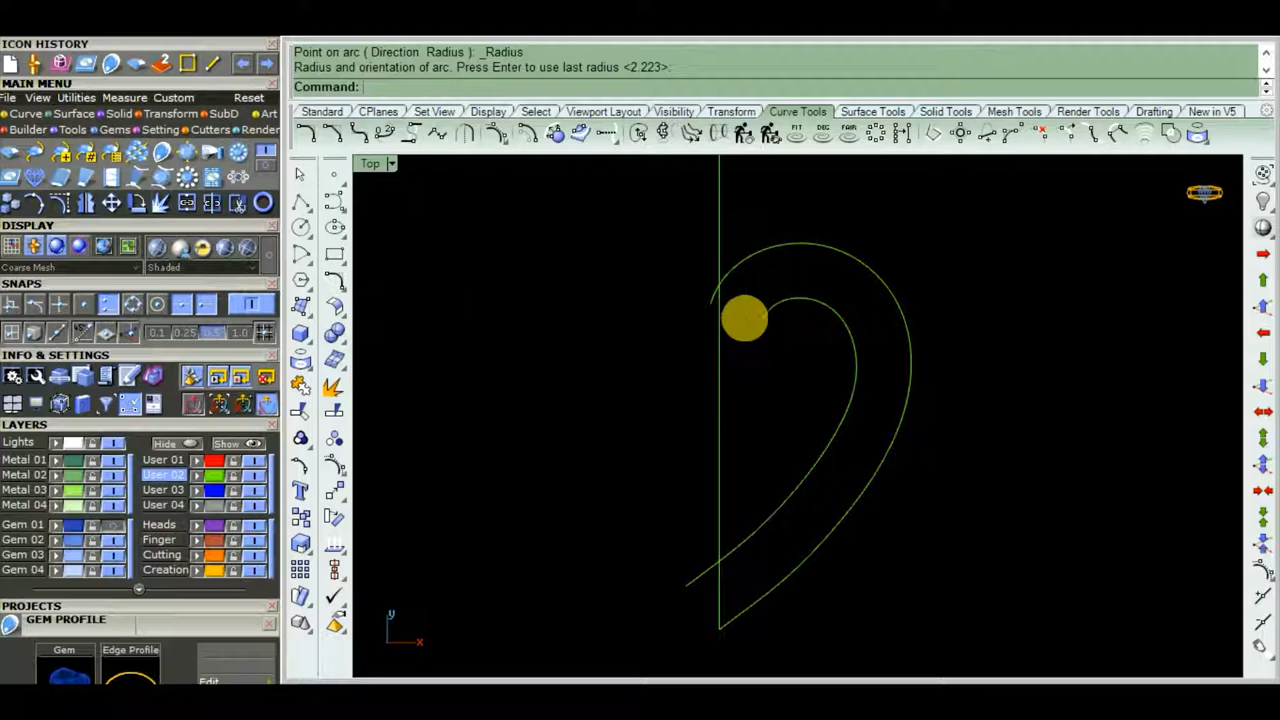 ICON HISTORY
MAIN MENU
File View Utilities Measure Custom Reset
Curve Surface Solid Transform SubD Art
Builder Tools Gems Setting Cutters Render
DISPLAY
Coarse Mesh Shaded
SNAPS
0.1 0.25 0.5 1.0
INFO & SETTINGS
LAYERS
Lights Hide Show
Metal 01 User 01
Metal 02 User 02
Metal 03 User 03
Metal 04 User 04
Gem 01 Heads
Gem 02 Finger
Gem 03 Cutting
Gem 04 Creation
PROJECTS
GEM PROFILE
Gem Edge Profile
Edit
Point on arc ( Direction Radius ): _Radius
Radius and orientation of arc. Press Enter to use last radius <2.223>:
Command:
Standard CPlanes Set View Display Select Viewport Layout Visibility Transform Curve Tools Surface Tools Solid Tools Mesh Tools Render Tools Drafting New in V5
FIT DEG FAIR
Top
y
x